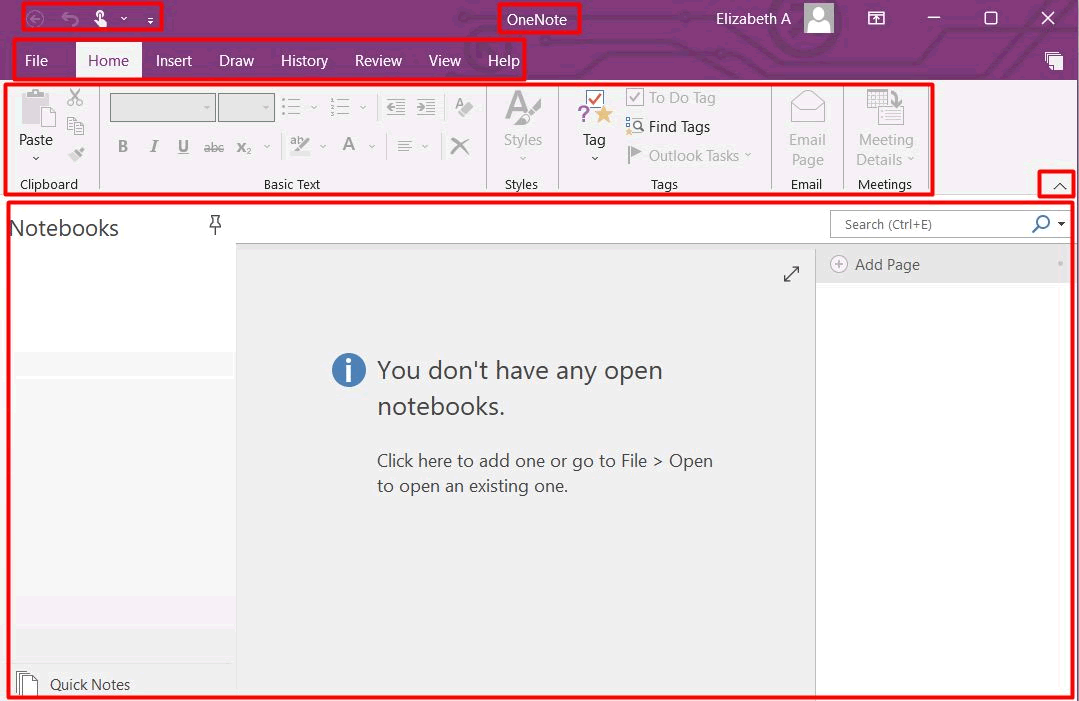 OneNote
Elizabeth A
File Home Insert Draw History Review View Help
Paste
Clipboard
B I U abc X₂ ab A
Basic Text
A
Styles
Styles
?
Tag
To Do Tag
Find Tags
Outlook Tasks
Tags
Email
Page
Email
Meeting
Details
Meetings
Notebooks
Search (Ctrl+E)
Add Page
i
You don't have any open
notebooks.
Click here to add one or go to File > Open
to open an existing one.
Quick Notes